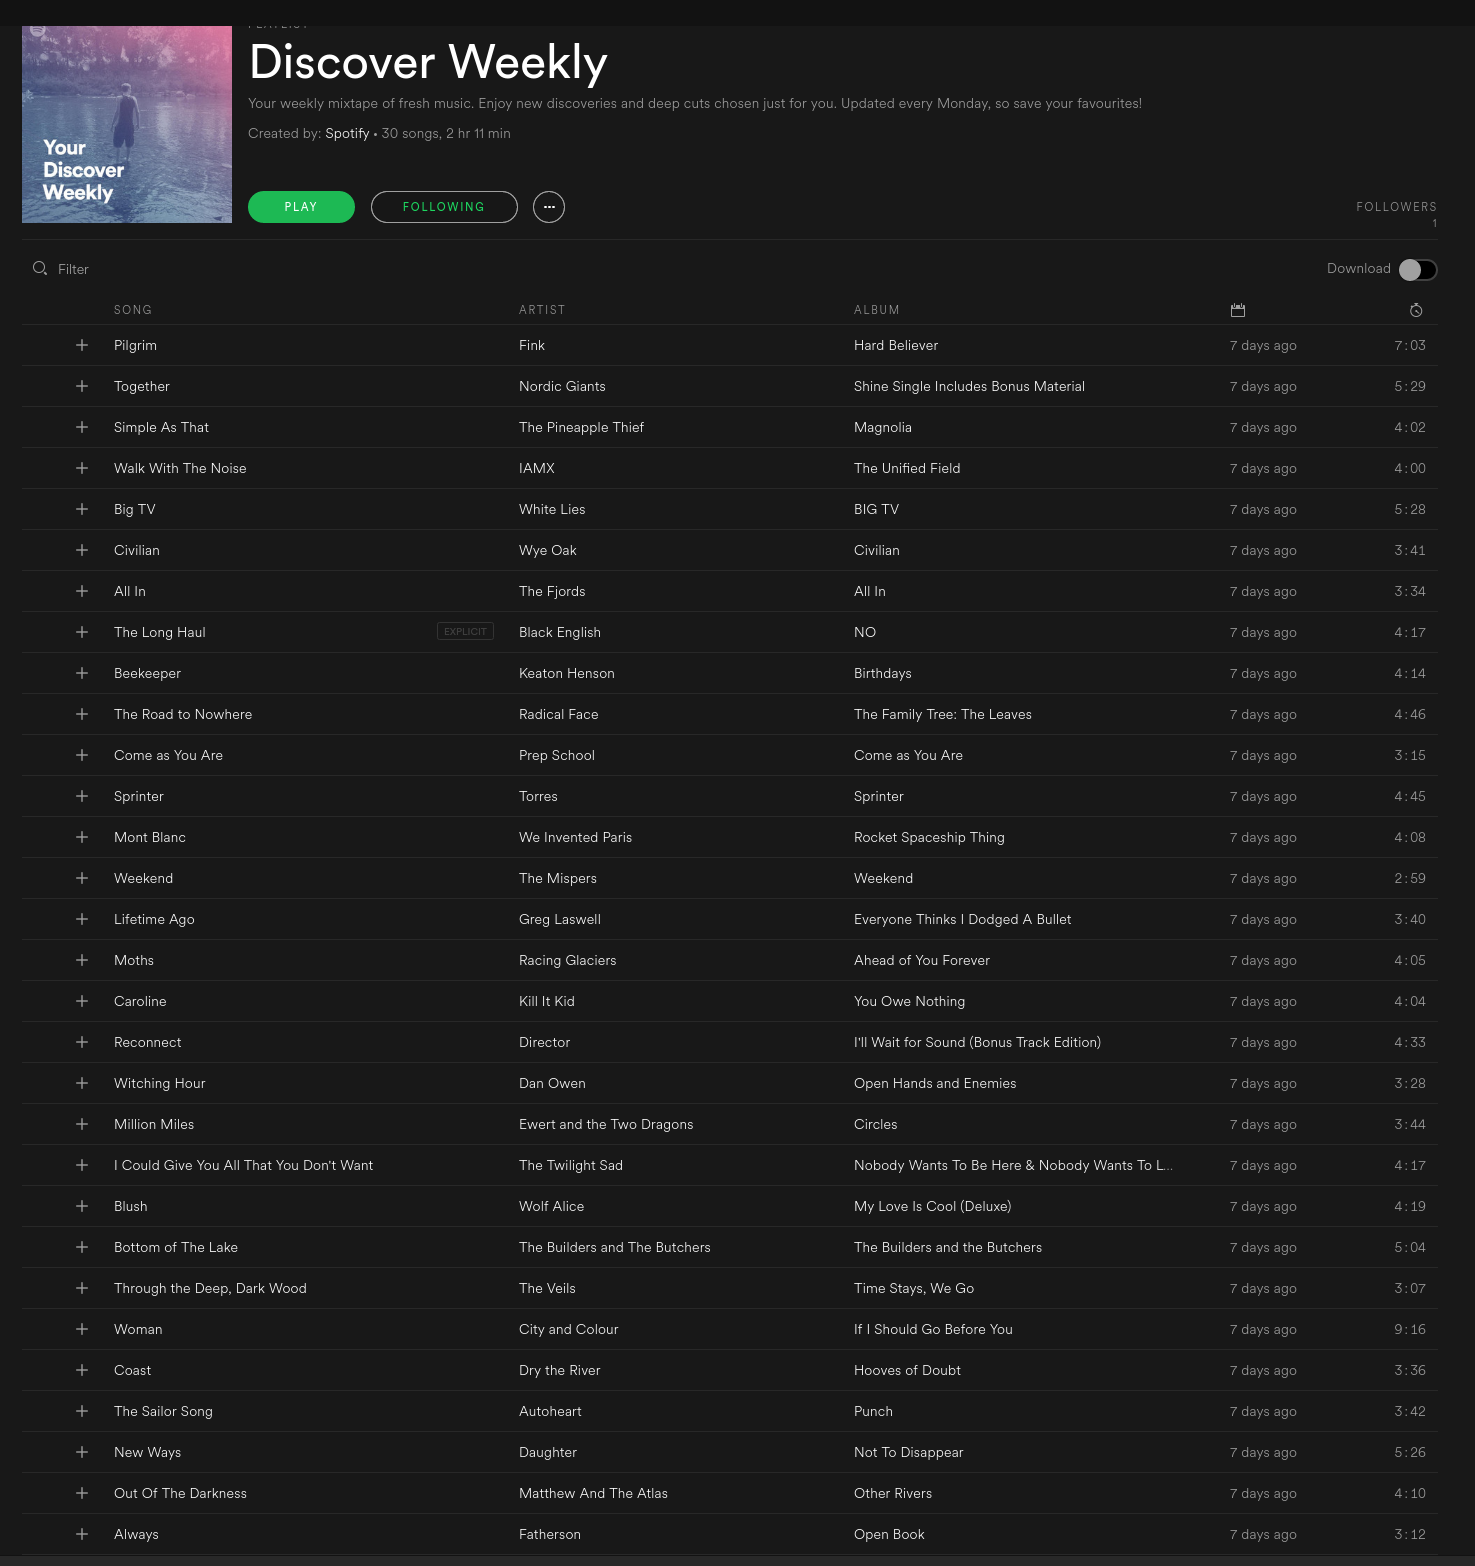 PLAYLIST
Discover Weekly
Your weekly mixtape of fresh music. Enjoy new discoveries and deep cuts chosen just for you. Updated every Monday, so save your favourites!
Created by: Spotify • 30 songs, 2 hr 11 min
Your
Discover
Weekly
PLAY FOLLOWING
FOLLOWERS
1
Filter Download
SONG ARTIST ALBUM
Pilgrim Fink Hard Believer 7 days ago 7:03
Together Nordic Giants Shine Single Includes Bonus Material 7 days ago 5:29
Simple As That The Pineapple Thief Magnolia 7 days ago 4:02
Walk With The Noise IAMX The Unified Field 7 days ago 4:00
Big TV White Lies BIG TV 7 days ago 5:28
Civilian Wye Oak Civilian 7 days ago 3:41
All In The Fjords All In 7 days ago 3:34
The Long Haul EXPLICIT Black English NO 7 days ago 4:17
Beekeeper Keaton Henson Birthdays 7 days ago 4:14
The Road to Nowhere Radical Face The Family Tree: The Leaves 7 days ago 4:46
Come as You Are Prep School Come as You Are 7 days ago 3:15
Sprinter Torres Sprinter 7 days ago 4:45
Mont Blanc We Invented Paris Rocket Spaceship Thing 7 days ago 4:08
Weekend The Mispers Weekend 7 days ago 2:59
Lifetime Ago Greg Laswell Everyone Thinks I Dodged A Bullet 7 days ago 3:40
Moths Racing Glaciers Ahead of You Forever 7 days ago 4:05
Caroline Kill It Kid You Owe Nothing 7 days ago 4:04
Reconnect Director I'll Wait for Sound (Bonus Track Edition) 7 days ago 4:33
Witching Hour Dan Owen Open Hands and Enemies 7 days ago 3:28
Million Miles Ewert and the Two Dragons Circles 7 days ago 3:44
I Could Give You All That You Don't Want The Twilight Sad Nobody Wants To Be Here & Nobody Wants To L... 7 days ago 4:17
Blush Wolf Alice My Love Is Cool (Deluxe) 7 days ago 4:19
Bottom of The Lake The Builders and The Butchers The Builders and the Butchers 7 days ago 5:04
Through the Deep, Dark Wood The Veils Time Stays, We Go 7 days ago 3:07
Woman City and Colour If I Should Go Before You 7 days ago 9:16
Coast Dry the River Hooves of Doubt 7 days ago 3:36
The Sailor Song Autoheart Punch 7 days ago 3:42
New Ways Daughter Not To Disappear 7 days ago 5:26
Out Of The Darkness Matthew And The Atlas Other Rivers 7 days ago 4:10
Always Fatherson Open Book 7 days ago 3:12